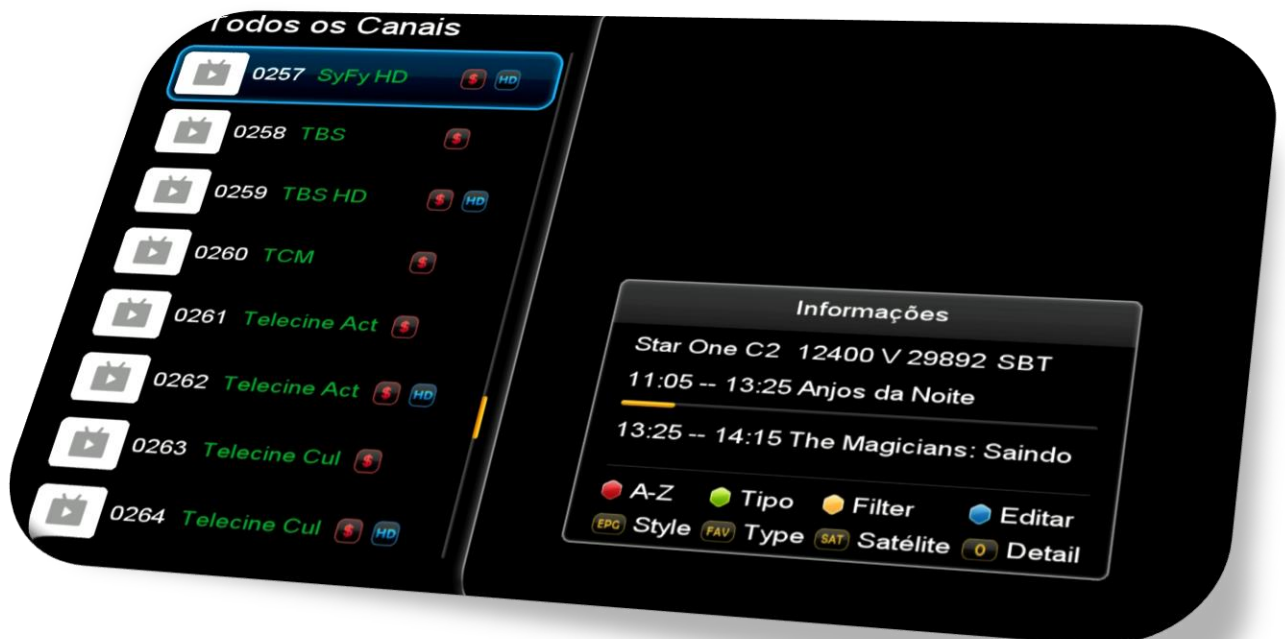 Todos os Canais
0257 SyFy HD $ HD
0258 TBS $
0259 TBS HD $ HD
0260 TCM $
0261 Telecine Act $
0262 Telecine Act $ HD
0263 Telecine Cul $
0264 Telecine Cul $ HD
Informações
Star One C2 12400 V 29892 SBT
11:05 -- 13:25 Anjos da Noite
13:25 -- 14:15 The Magicians: Saindo
A-Z Tipo Filter Editar
EPG Style FAV Type SAT Satélite 0 Detail